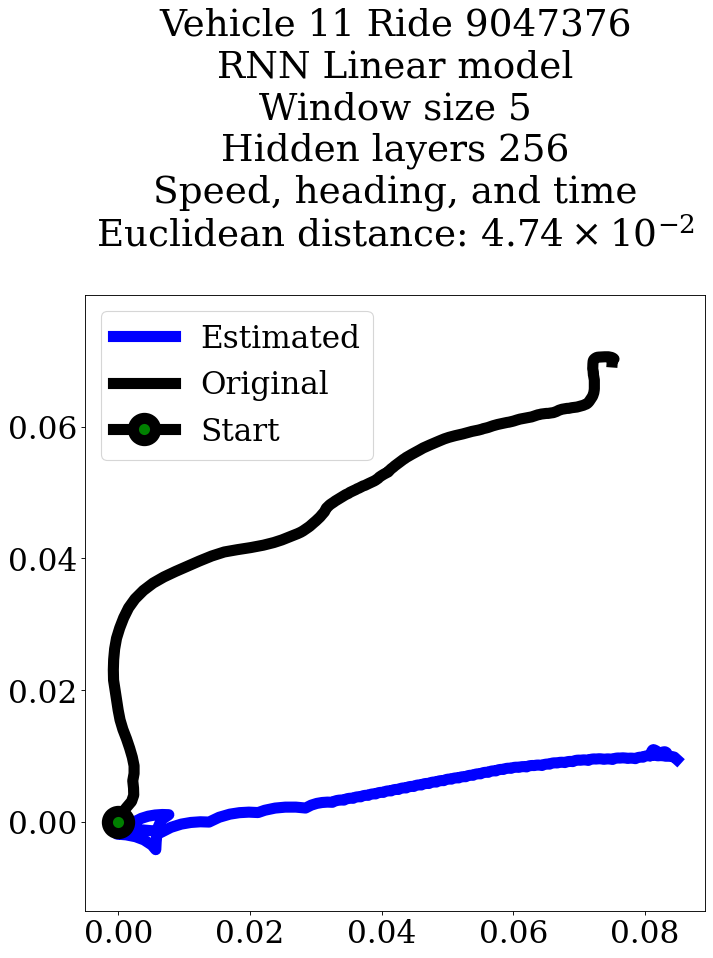 Vehicle 11 Ride 9047376
RNN Linear model
Window size 5
Hidden layers 256
Speed, heading, and time
Euclidean distance: 4.74 × 10⁻²
Estimated
Original
Start
0.06
0.04
0.02
0.00
0.00 0.02 0.04 0.06 0.08